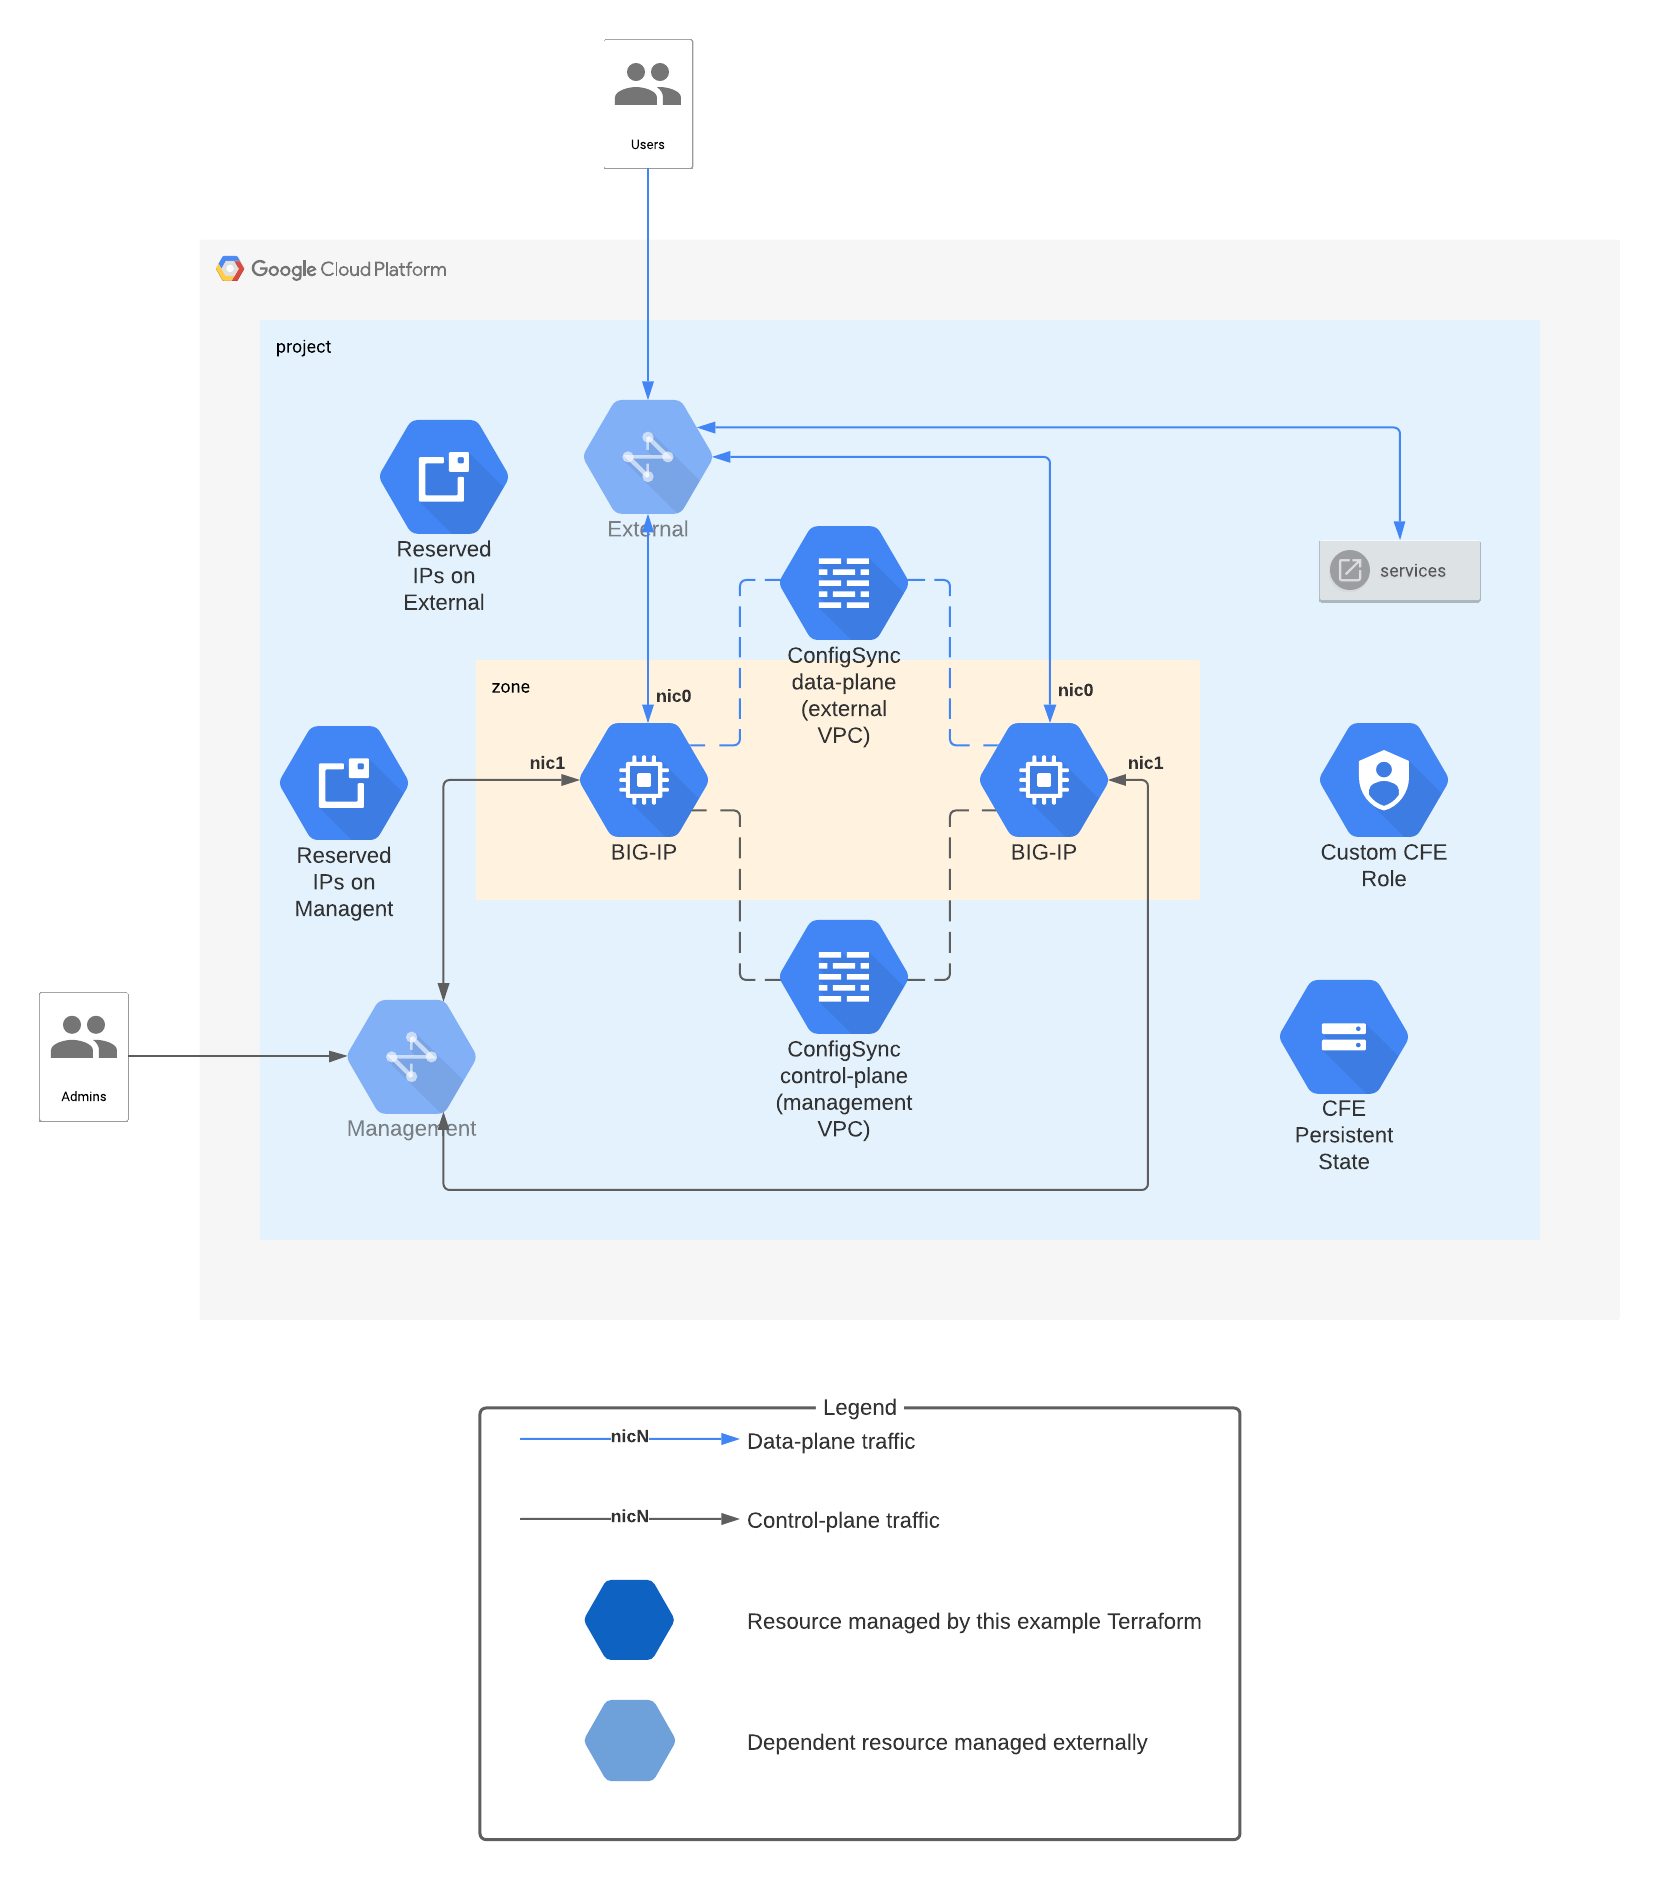 Users
Google Cloud Platform
project
External
Reserved
IPs on
External
services
ConfigSync
data-plane
(external
VPC)
zone
nic0
nic0
nic1
nic1
BIG-IP
BIG-IP
Reserved
IPs on
Managent
Custom CFE
Role
Admins
Management
ConfigSync
control-plane
(management
VPC)
CFE
Persistent
State
Legend
nicN
Data-plane traffic
nicN
Control-plane traffic
Resource managed by this example Terraform
Dependent resource managed externally